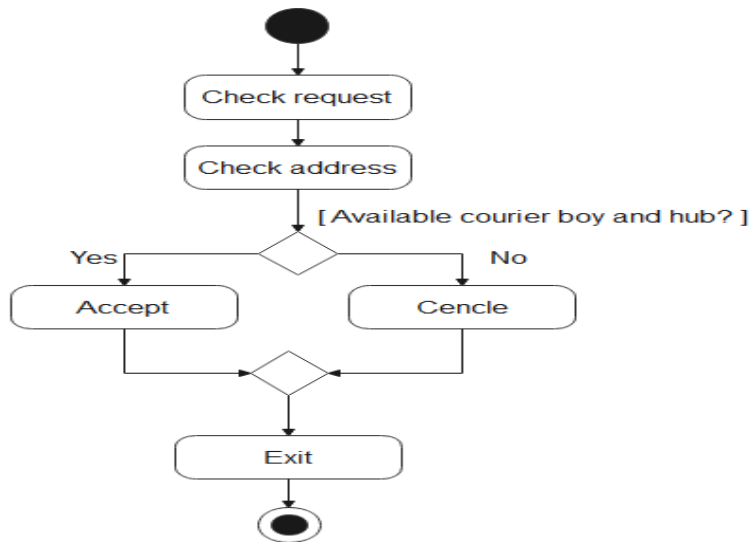 Check request
Check address
[ Available courier boy and hub? ]
Yes
No
Accept
Cencle
Exit